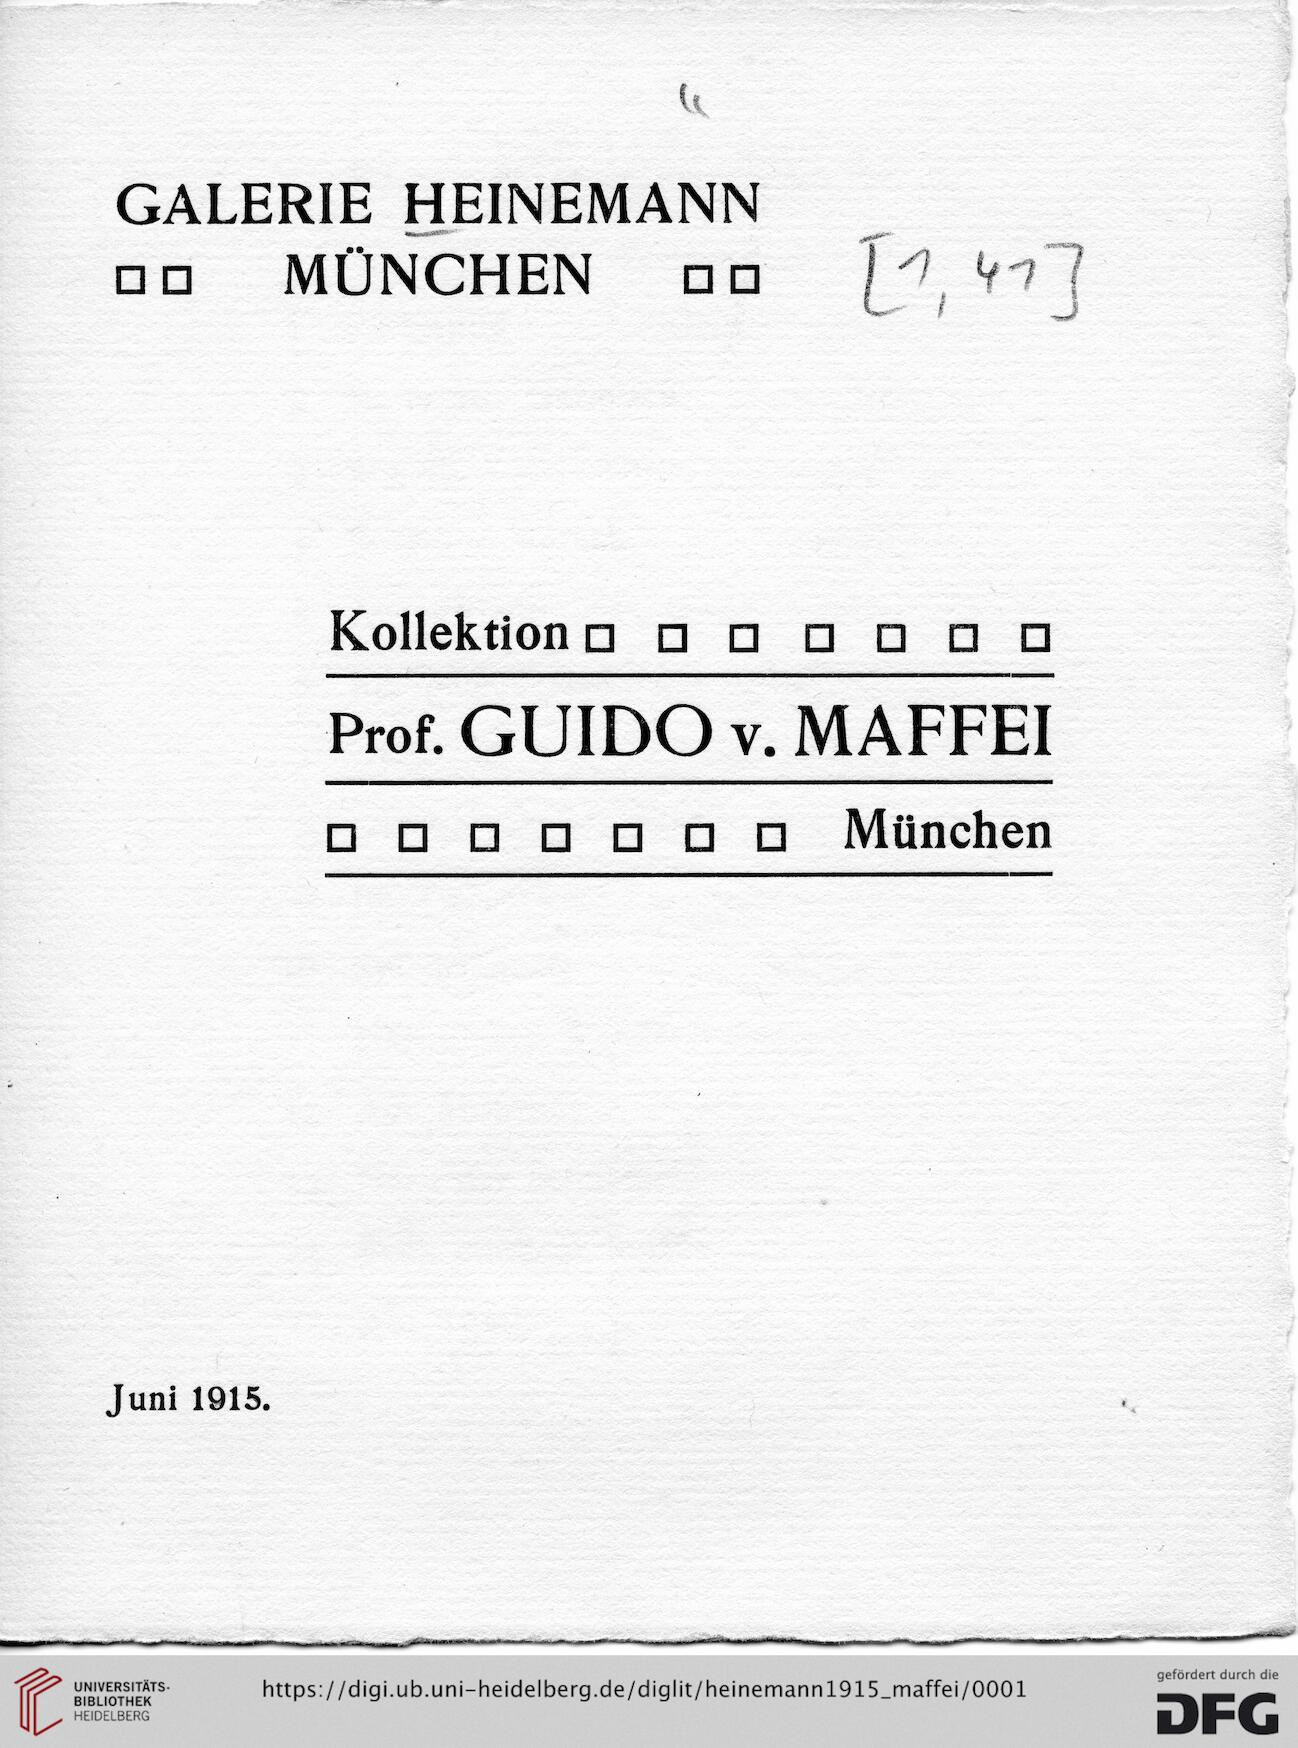 GALERIE HEINEMANN
□ □ MÜNCHEN □ □
[1, 41]
Kollektion □ □ □ □ □ □ □
Prof. GUIDO v. MAFFEI
□ □ □ □ □ □ □ München
Juni 1915.
UNIVERSITÄTS-
BIBLIOTHEK
HEIDELBERG
https://digi.ub.uni-heidelberg.de/diglit/heinemann1915_maffei/0001
gefördert durch die
DFG